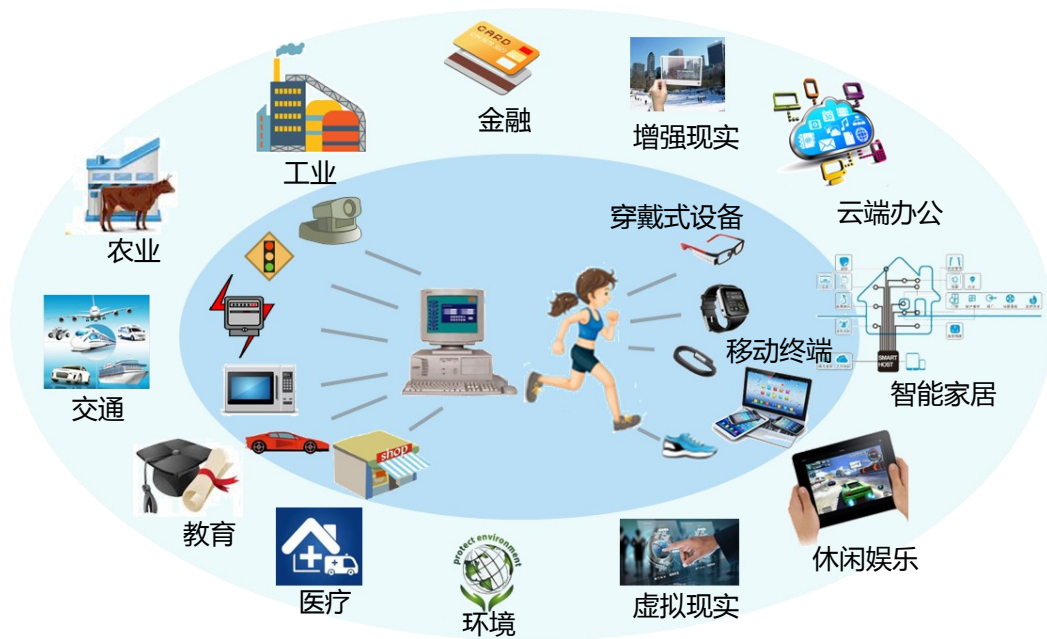 CARD
金融
增强现实
工业
云端办公
穿戴式设备
农业
移动终端
SMART
HOST
智能家居
交通
shop
教育
休闲娱乐
protect environment
医疗
环境
虚拟现实